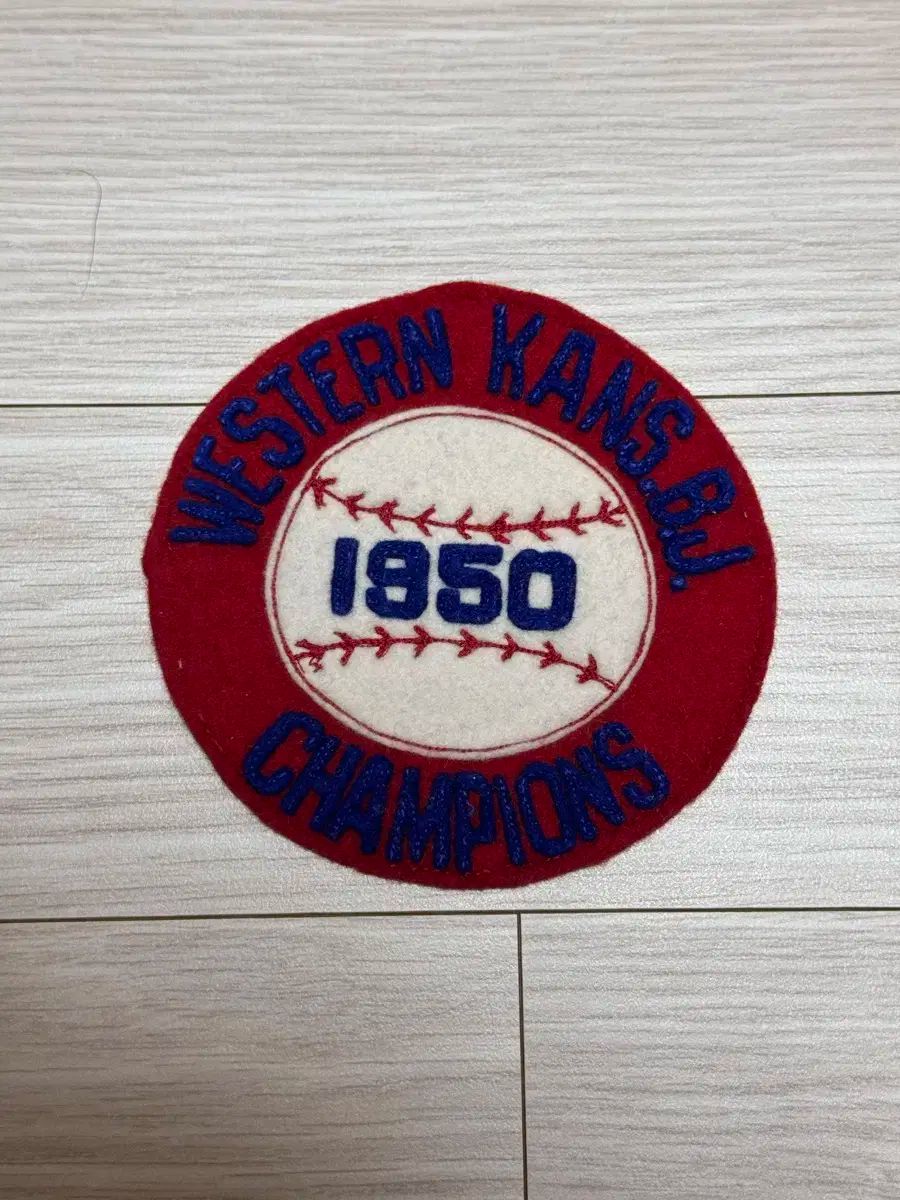 WESTERN KANS. B.J.
1950
CHAMPIONS